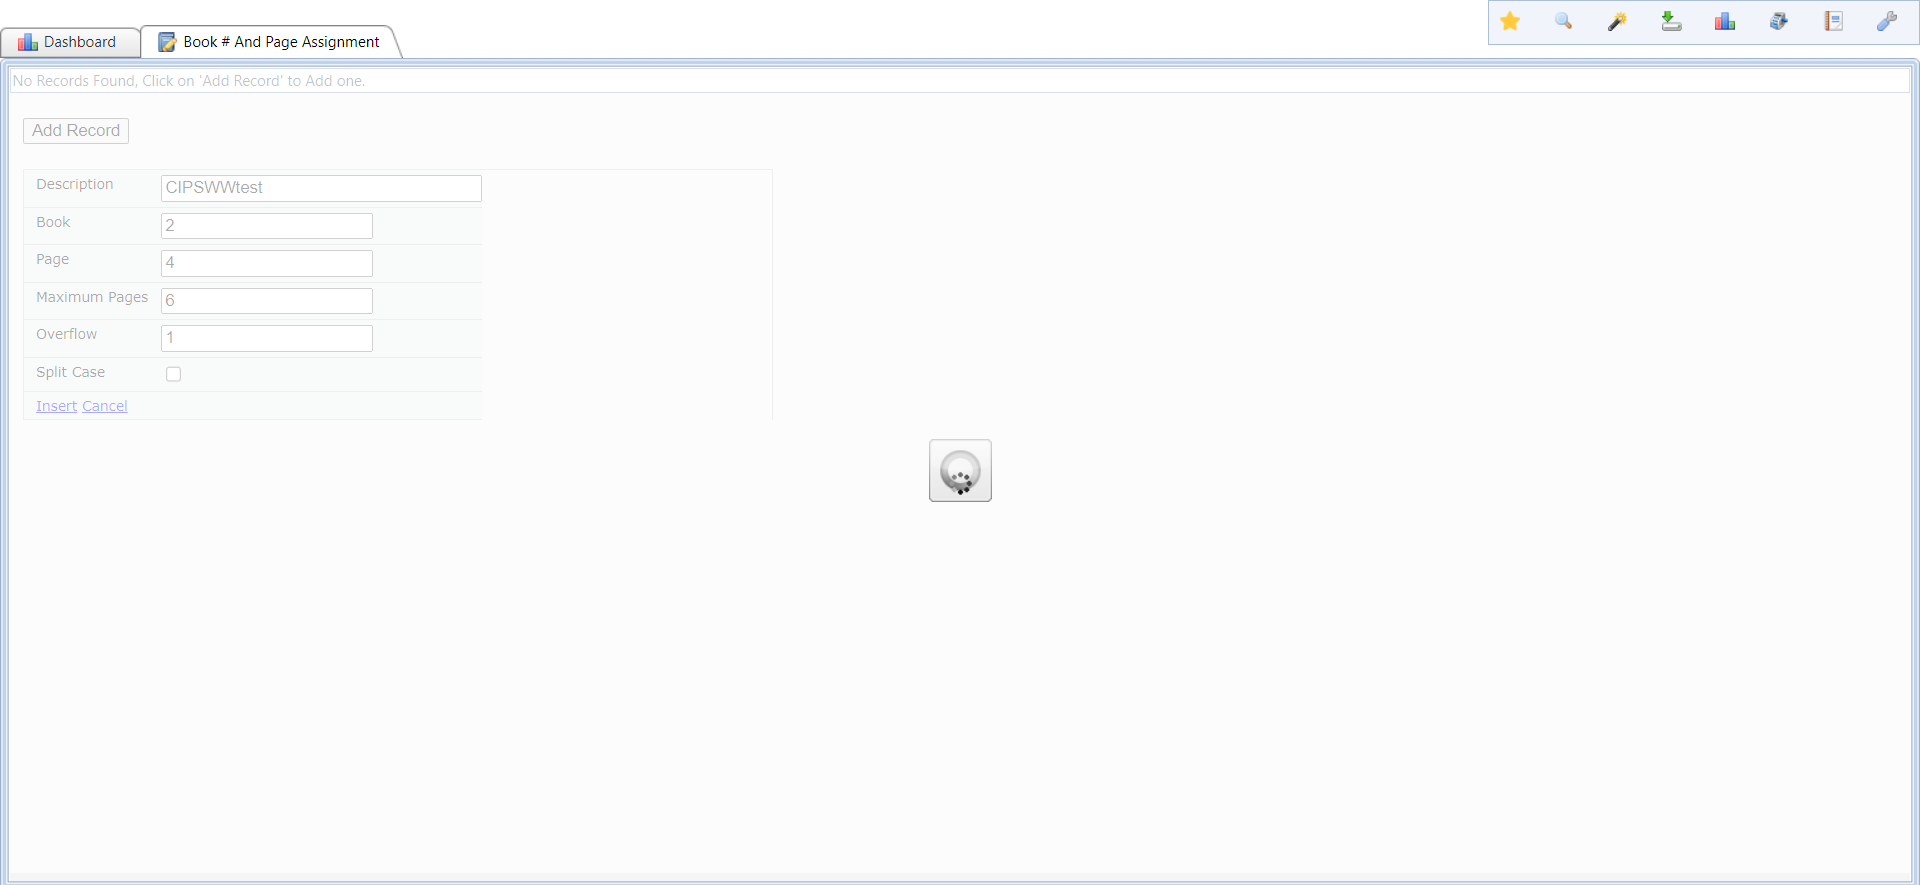 Dashboard
Book # And Page Assignment
No Records Found, Click on 'Add Record' to Add one.
Add Record
Description CIPSWWtest
Book 2
Page 4
Maximum Pages 6
Overflow 1
Split Case
Insert Cancel